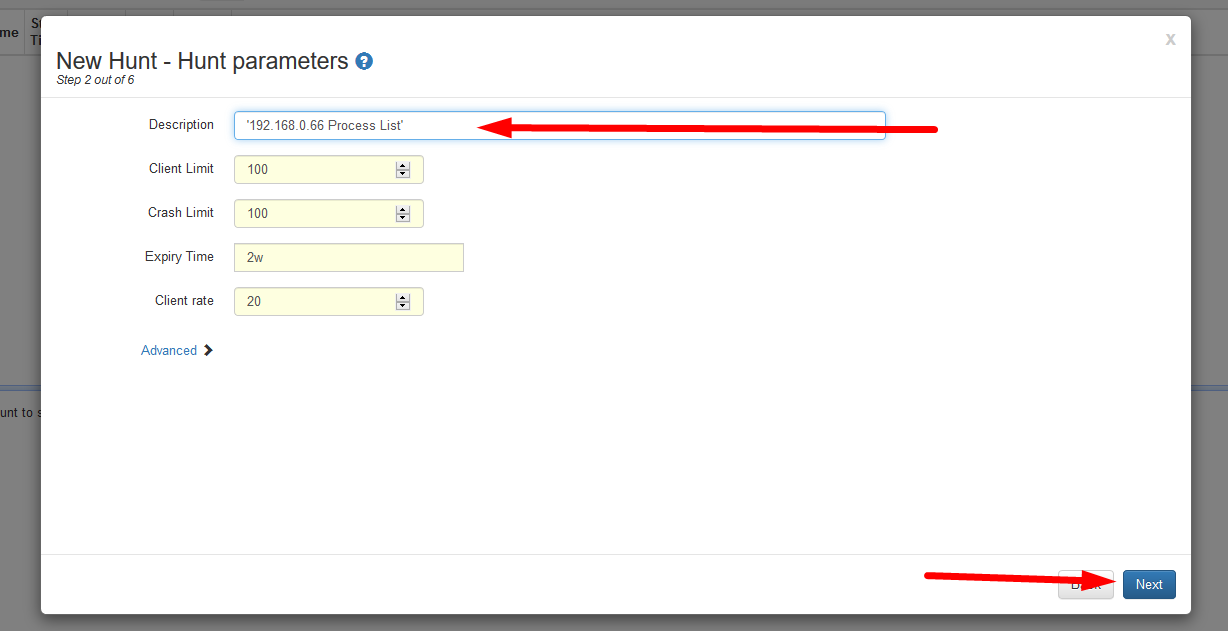 me
New Hunt - Hunt parameters ?
x
Step 2 out of 6
Description '192.168.0.66 Process List'
Client Limit 100
Crash Limit 100
Expiry Time 2w
Client rate 20
Advanced
unt to s
Next